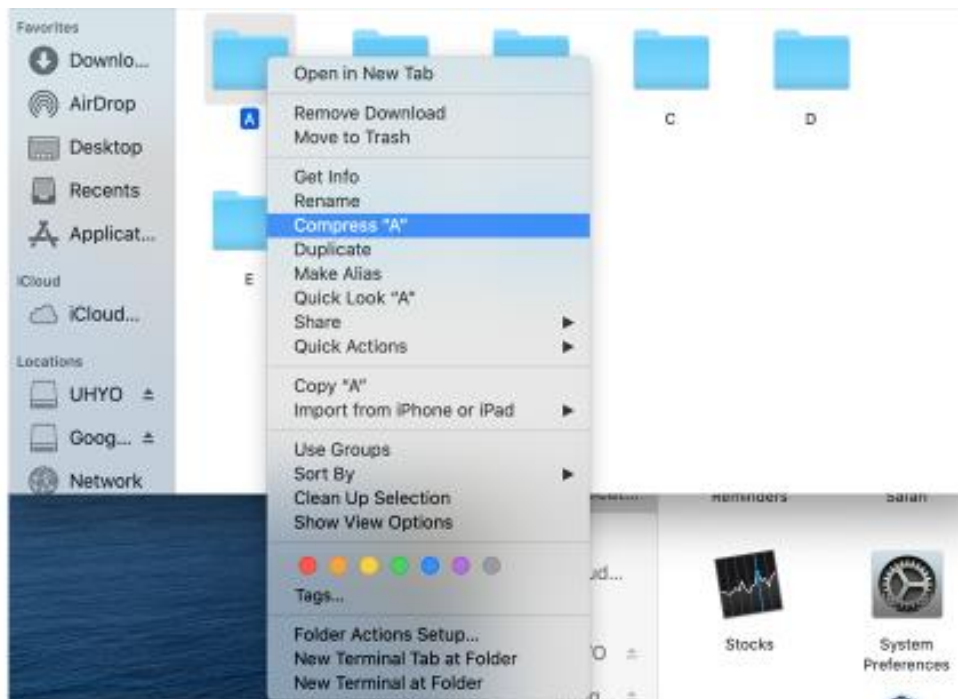 Favorites
Downlo...
AirDrop
Desktop
Recents
Applicat...
iCloud
iCloud...
Locations
UHYO
Goog...
Network
A
C
D
E
Open in New Tab
Remove Download
Move to Trash
Get Info
Rename
Compress "A"
Duplicate
Make Alias
Quick Look "A"
Share
Quick Actions
Copy "A"
Import from iPhone or iPad
Use Groups
Sort By
Clean Up Selection
Show View Options
Tags...
Folder Actions Setup...
New Terminal Tab at Folder
New Terminal at Folder
Reminders
Safari
Stocks
System
Preferences